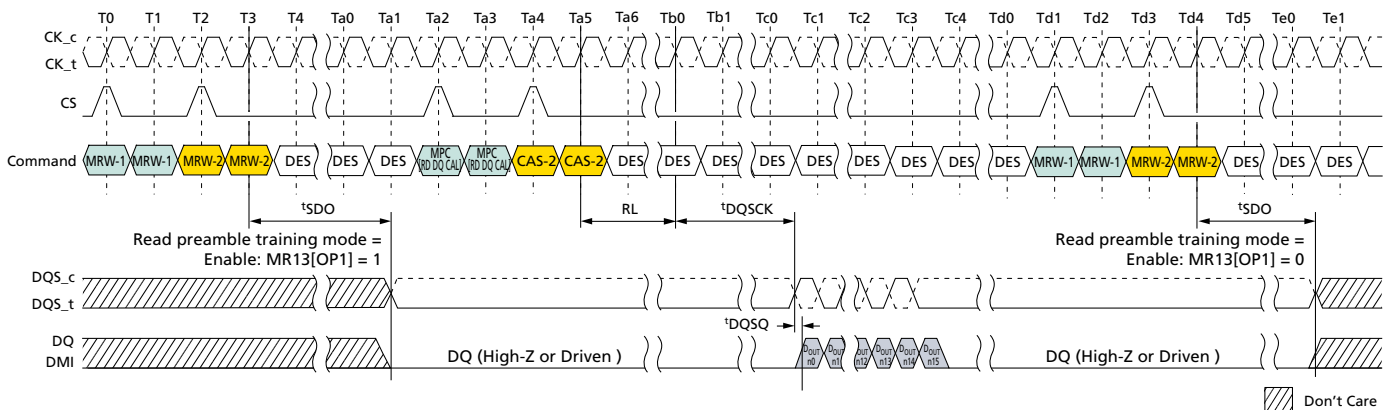 T0 T1 T2 T3 T4 Ta0 Ta1 Ta2 Ta3 Ta4 Ta5 Ta6 Tb0 Tb1 Tc0 Tc1 Tc2 Tc3 Tc4 Td0 Td1 Td2 Td3 Td4 Td5 Te0 Te1
CK_c
CK_t
CS
Command MRW-1 MRW-1 MRW-2 MRW-2 DES DES DES MPC [RD DQ CAL] MPC [RD DQ CAL] CAS-2 CAS-2 DES DES DES DES DES DES DES DES DES MRW-1 MRW-1 MRW-2 MRW-2 DES DES DES
tSDO RL tDQSCK tSDO
Read preamble training mode =
Enable: MR13[OP1] = 1
Read preamble training mode =
Enable: MR13[OP1] = 0
DQS_c
DQS_t
tDQSQ
DQ
DMI
DQ (High-Z or Driven )
DOUT n0 DOUT n1 OUT n12 DOUT n13 DOUT n14 DOUT n15
DQ (High-Z or Driven )
Don't Care